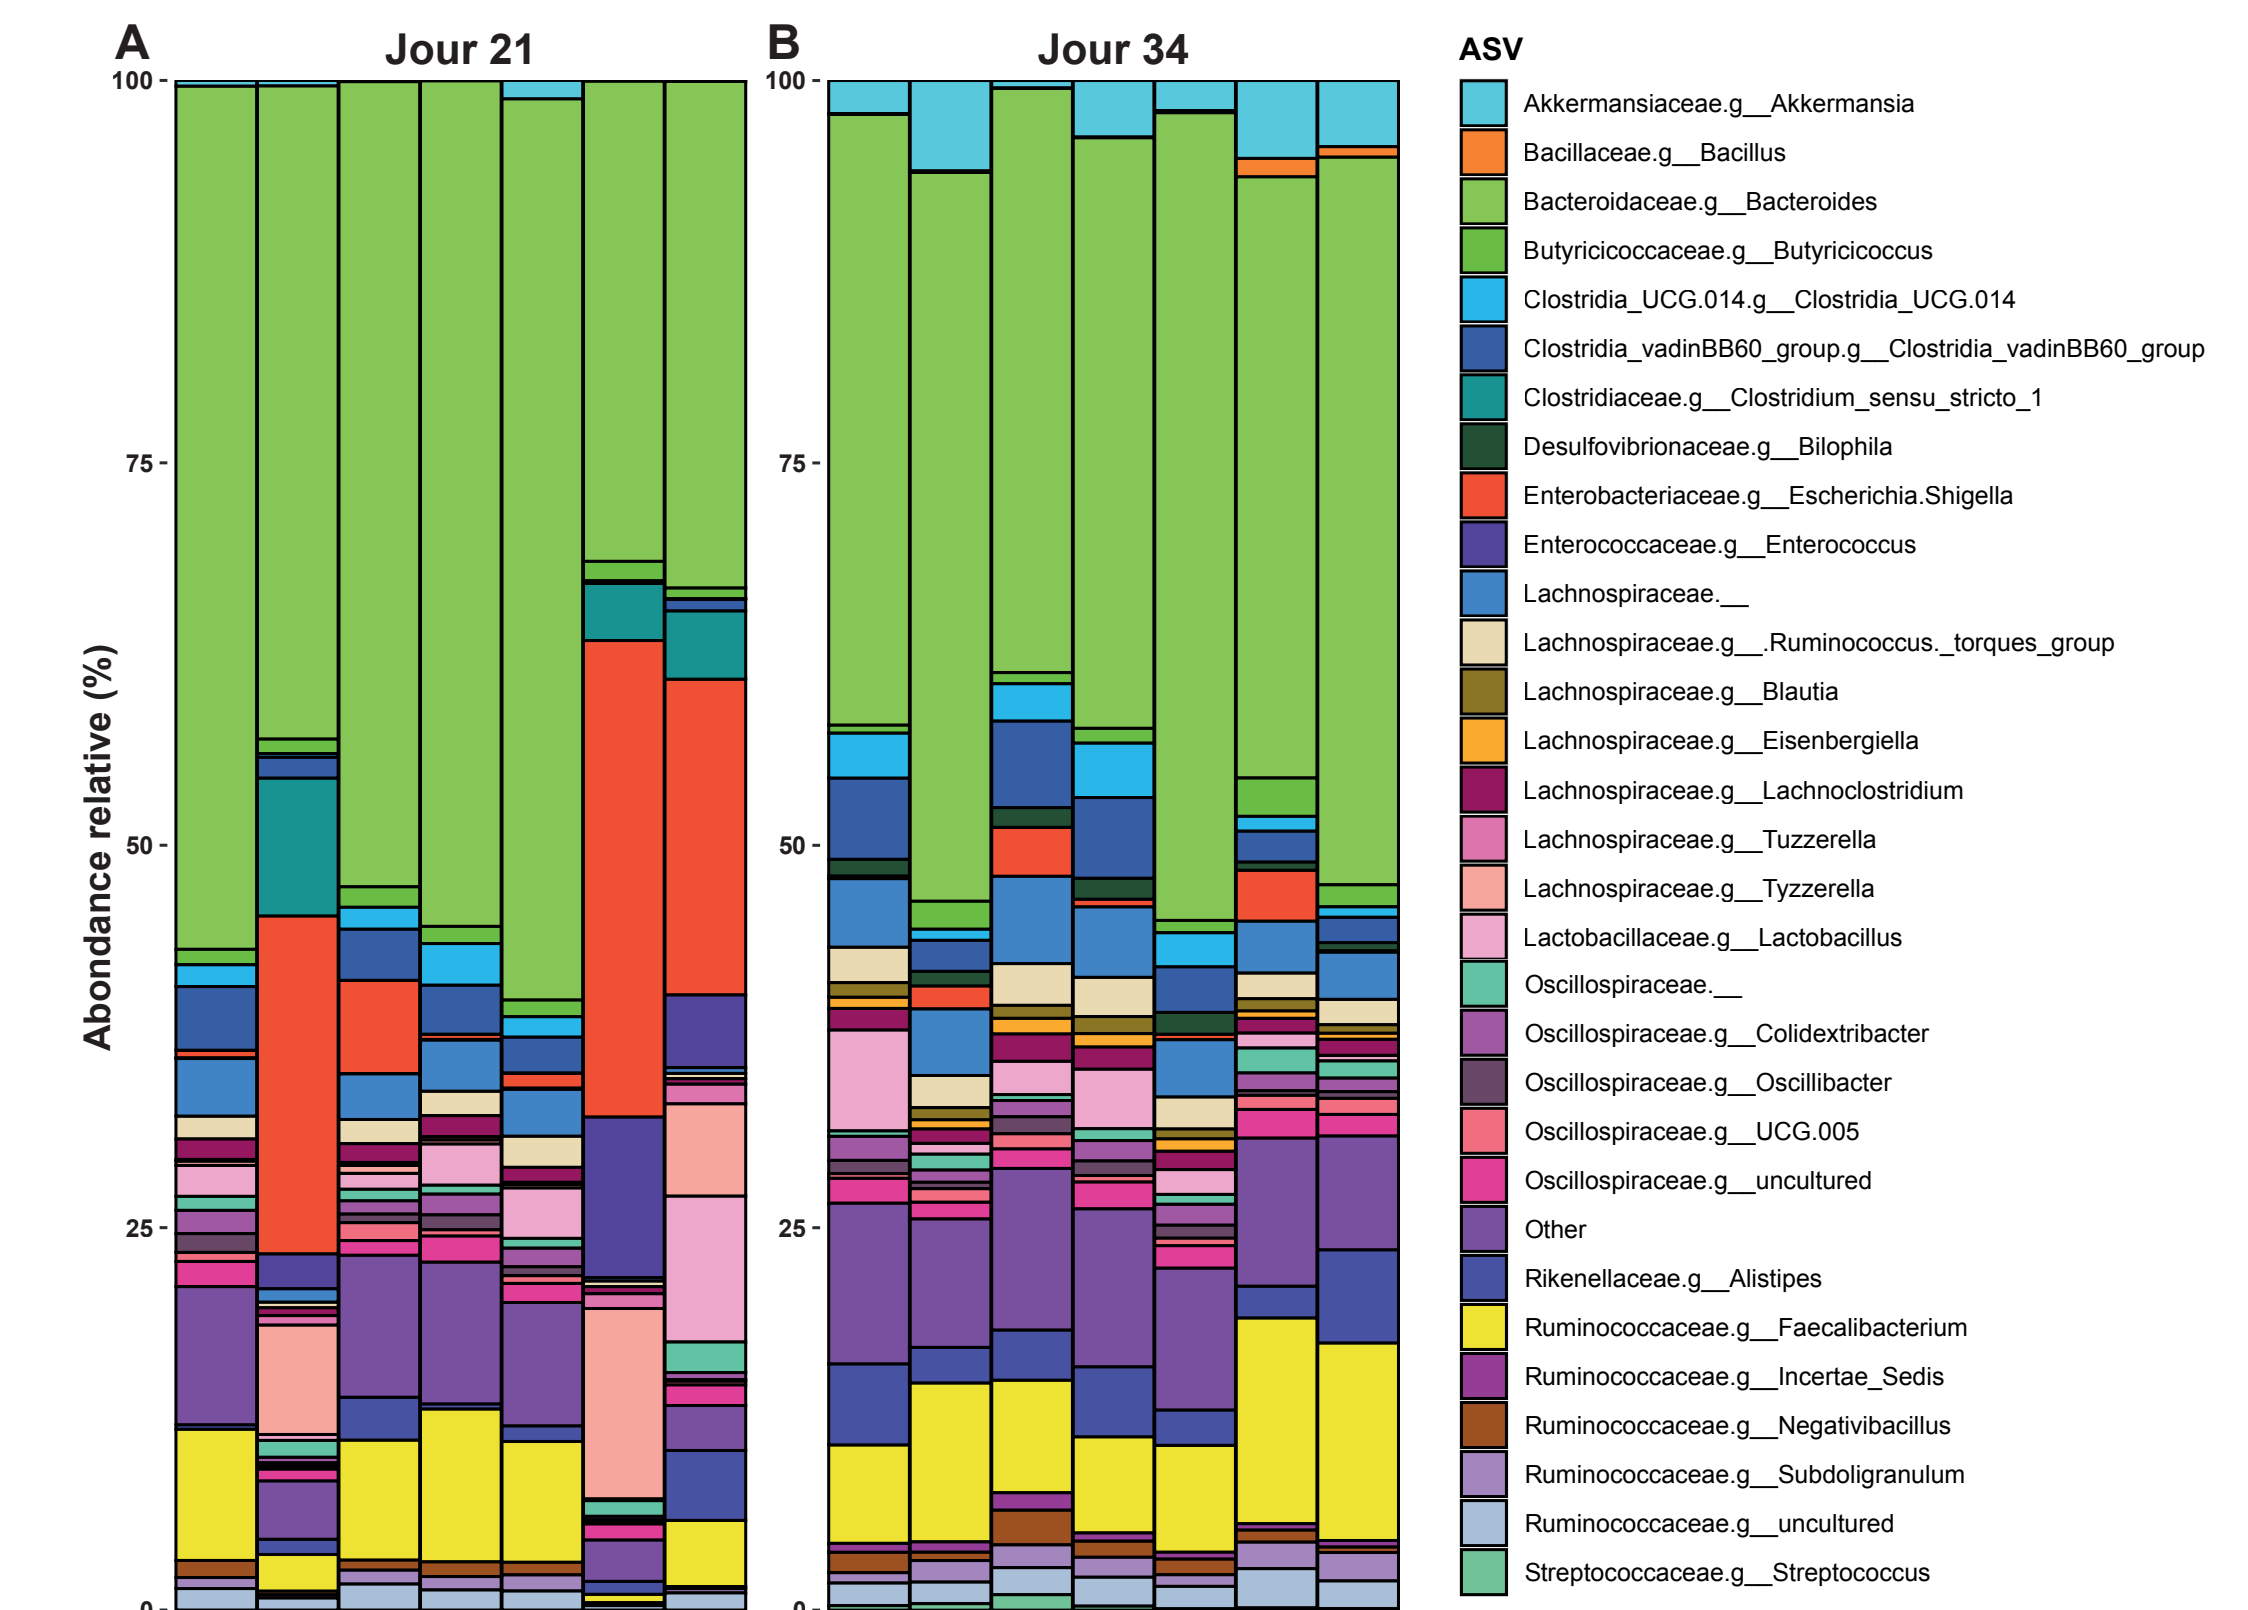 A
Jour 21
B
Jour 34
ASV
100
75
50
25
0
100
75
50
25
0
Abondance relative (%)
Akkermansiaceae.g__Akkermansia
Bacillaceae.g__Bacillus
Bacteroidaceae.g__Bacteroides
Butyricicoccaceae.g__Butyricicoccus
Clostridia_UCG.014.g__Clostridia_UCG.014
Clostridia_vadinBB60_group.g__Clostridia_vadinBB60_group
Clostridiaceae.g__Clostridium_sensu_stricto_1
Desulfovibrionaceae.g__Bilophila
Enterobacteriaceae.g__Escherichia.Shigella
Enterococcaceae.g__Enterococcus
Lachnospiraceae.__
Lachnospiraceae.g__.Ruminococcus._torques_group
Lachnospiraceae.g__Blautia
Lachnospiraceae.g__Eisenbergiella
Lachnospiraceae.g__Lachnoclostridium
Lachnospiraceae.g__Tuzzerella
Lachnospiraceae.g__Tyzzerella
Lactobacillaceae.g__Lactobacillus
Oscillospiraceae.__
Oscillospiraceae.g__Colidextribacter
Oscillospiraceae.g__Oscillibacter
Oscillospiraceae.g__UCG.005
Oscillospiraceae.g__uncultured
Other
Rikenellaceae.g__Alistipes
Ruminococcaceae.g__Faecalibacterium
Ruminococcaceae.g__Incertae_Sedis
Ruminococcaceae.g__Negativibacillus
Ruminococcaceae.g__Subdoligranulum
Ruminococcaceae.g__uncultured
Streptococcaceae.g__Streptococcus